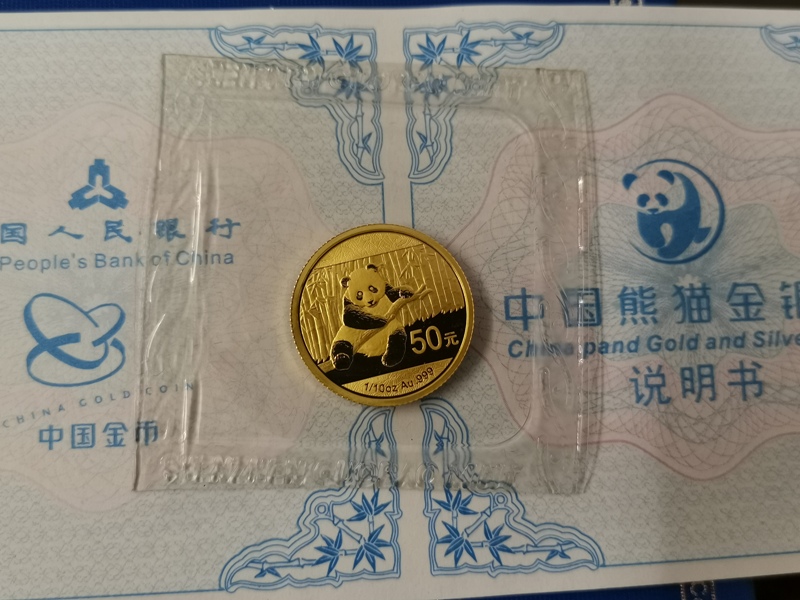 国人民银行
People's Bank of China
CHINA GOLD COIN
中国金币
50元
1/10oz Au.999
中国熊猫金银
China pand Gold and Silve
说明书